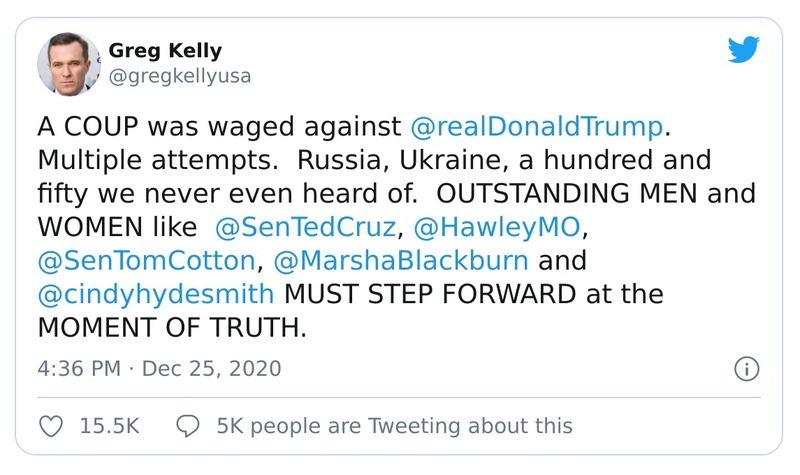 Greg Kelly
@gregkellyusa
A COUP was waged against @realDonaldTrump.
Multiple attempts.  Russia, Ukraine, a hundred and
fifty we never even heard of.  OUTSTANDING MEN and
WOMEN like  @SenTedCruz, @HawleyMO,
@SenTomCotton, @MarshaBlackburn and
@cindyhydesmith MUST STEP FORWARD at the
MOMENT OF TRUTH.
4:36 PM · Dec 25, 2020
15.5K 5K people are Tweeting about this